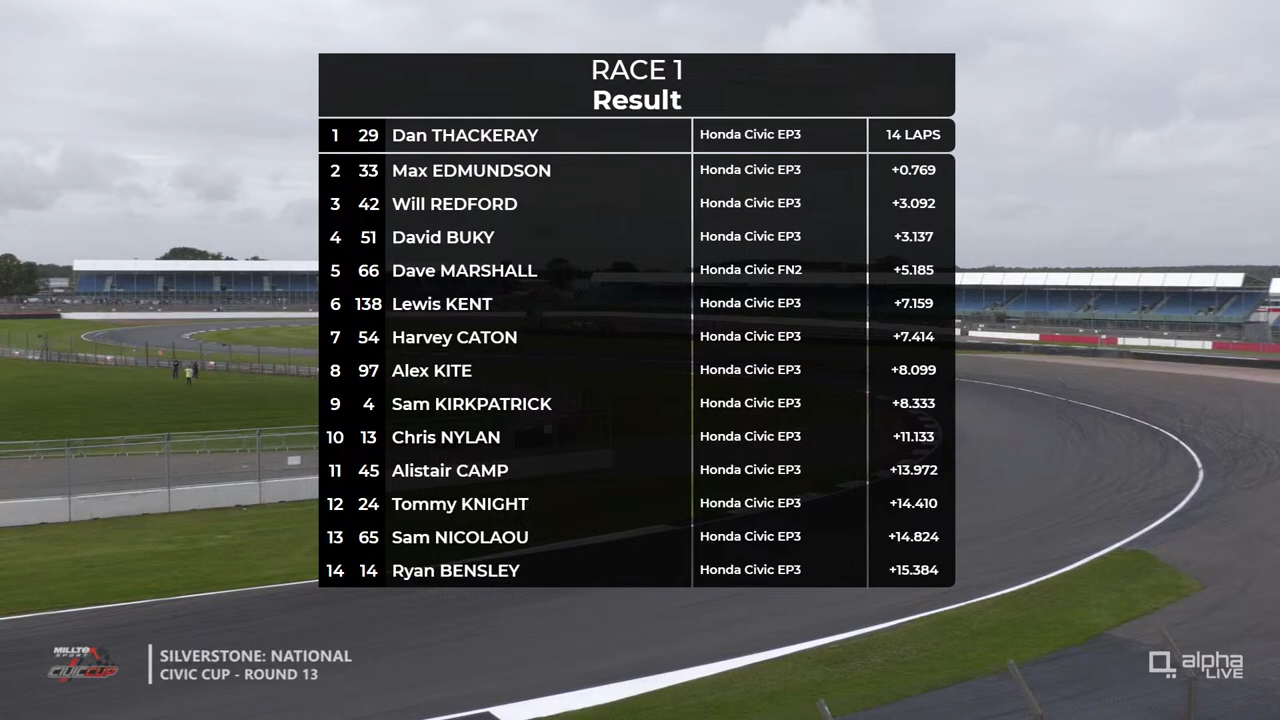 RACE 1
Result
1 29 Dan THACKERAY Honda Civic EP3 14 LAPS
2 33 Max EDMUNDSON Honda Civic EP3 +0.769
3 42 Will REDFORD Honda Civic EP3 +3.092
4 51 David BUKY Honda Civic EP3 +3.137
5 66 Dave MARSHALL Honda Civic FN2 +5.185
6 138 Lewis KENT Honda Civic EP3 +7.159
7 54 Harvey CATON Honda Civic EP3 +7.414
8 97 Alex KITE Honda Civic EP3 +8.099
9 4 Sam KIRKPATRICK Honda Civic EP3 +8.333
10 13 Chris NYLAN Honda Civic EP3 +11.133
11 45 Alistair CAMP Honda Civic EP3 +13.972
12 24 Tommy KNIGHT Honda Civic EP3 +14.410
13 65 Sam NICOLAOU Honda Civic EP3 +14.824
14 14 Ryan BENSLEY Honda Civic EP3 +15.384
MILLTEK
SPORT
CIVICCUP
SILVERSTONE: NATIONAL
CIVIC CUP - ROUND 13
alpha
LIVE